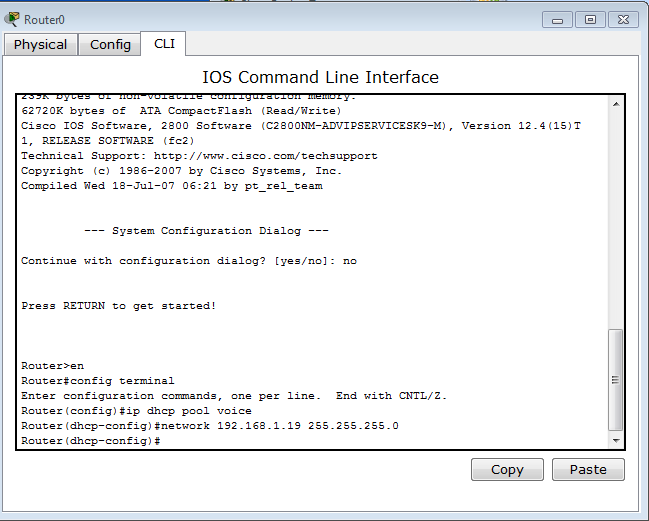 Router0
Physical Config CLI
IOS Command Line Interface
239K bytes of non-volatile configuration memory.
62720K bytes of ATA CompactFlash (Read/Write)
Cisco IOS Software, 2800 Software (C2800NM-ADVIPSERVICESK9-M), Version 12.4(15)T
1, RELEASE SOFTWARE (fc2)
Technical Support: http://www.cisco.com/techsupport
Copyright (c) 1986-2007 by Cisco Systems, Inc.
Compiled Wed 18-Jul-07 06:21 by pt_rel_team
--- System Configuration Dialog ---
Continue with configuration dialog? [yes/no]: no
Press RETURN to get started!
Router>en
Router#config terminal
Enter configuration commands, one per line. End with CNTL/Z.
Router(config)#ip dhcp pool voice
Router(dhcp-config)#network 192.168.1.19 255.255.255.0
Router(dhcp-config)#
Copy Paste